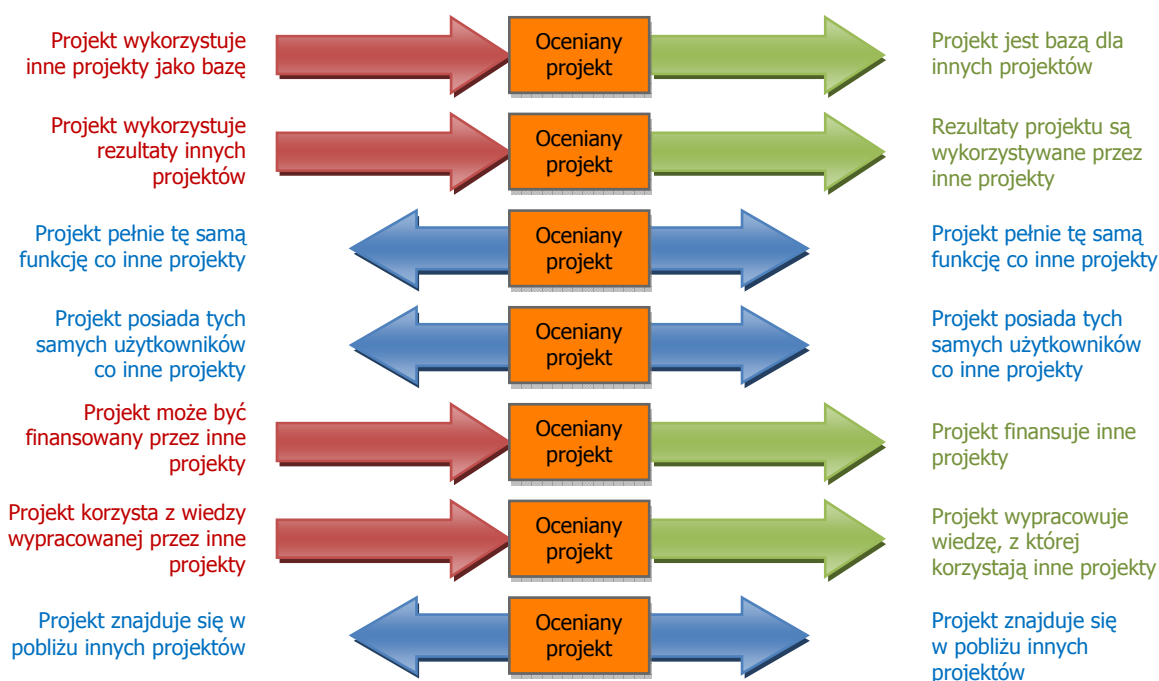 Projekt wykorzystuje
inne projekty jako bazę
Oceniany
projekt
Projekt jest bazą dla
innych projektów
Projekt wykorzystuje
rezultaty innych
projektów
Oceniany
projekt
Rezultaty projektu są
wykorzystywane przez
inne projekty
Projekt pełnie tę samą
funkcję co inne projekty
Oceniany
projekt
Projekt pełnie tę samą
funkcję co inne projekty
Projekt posiada tych
samych użytkowników
co inne projekty
Oceniany
projekt
Projekt posiada tych
samych użytkowników
co inne projekty
Projekt może być
finansowany przez inne
projekty
Oceniany
projekt
Projekt finansuje inne
projekty
Projekt korzysta z wiedzy
wypracowanej przez inne
projekty
Oceniany
projekt
Projekt wypracowuje
wiedzę, z której
korzystają inne projekty
Projekt znajduje się w
pobliżu innych projektów
Oceniany
projekt
Projekt znajduje się
w pobliżu innych
projektów